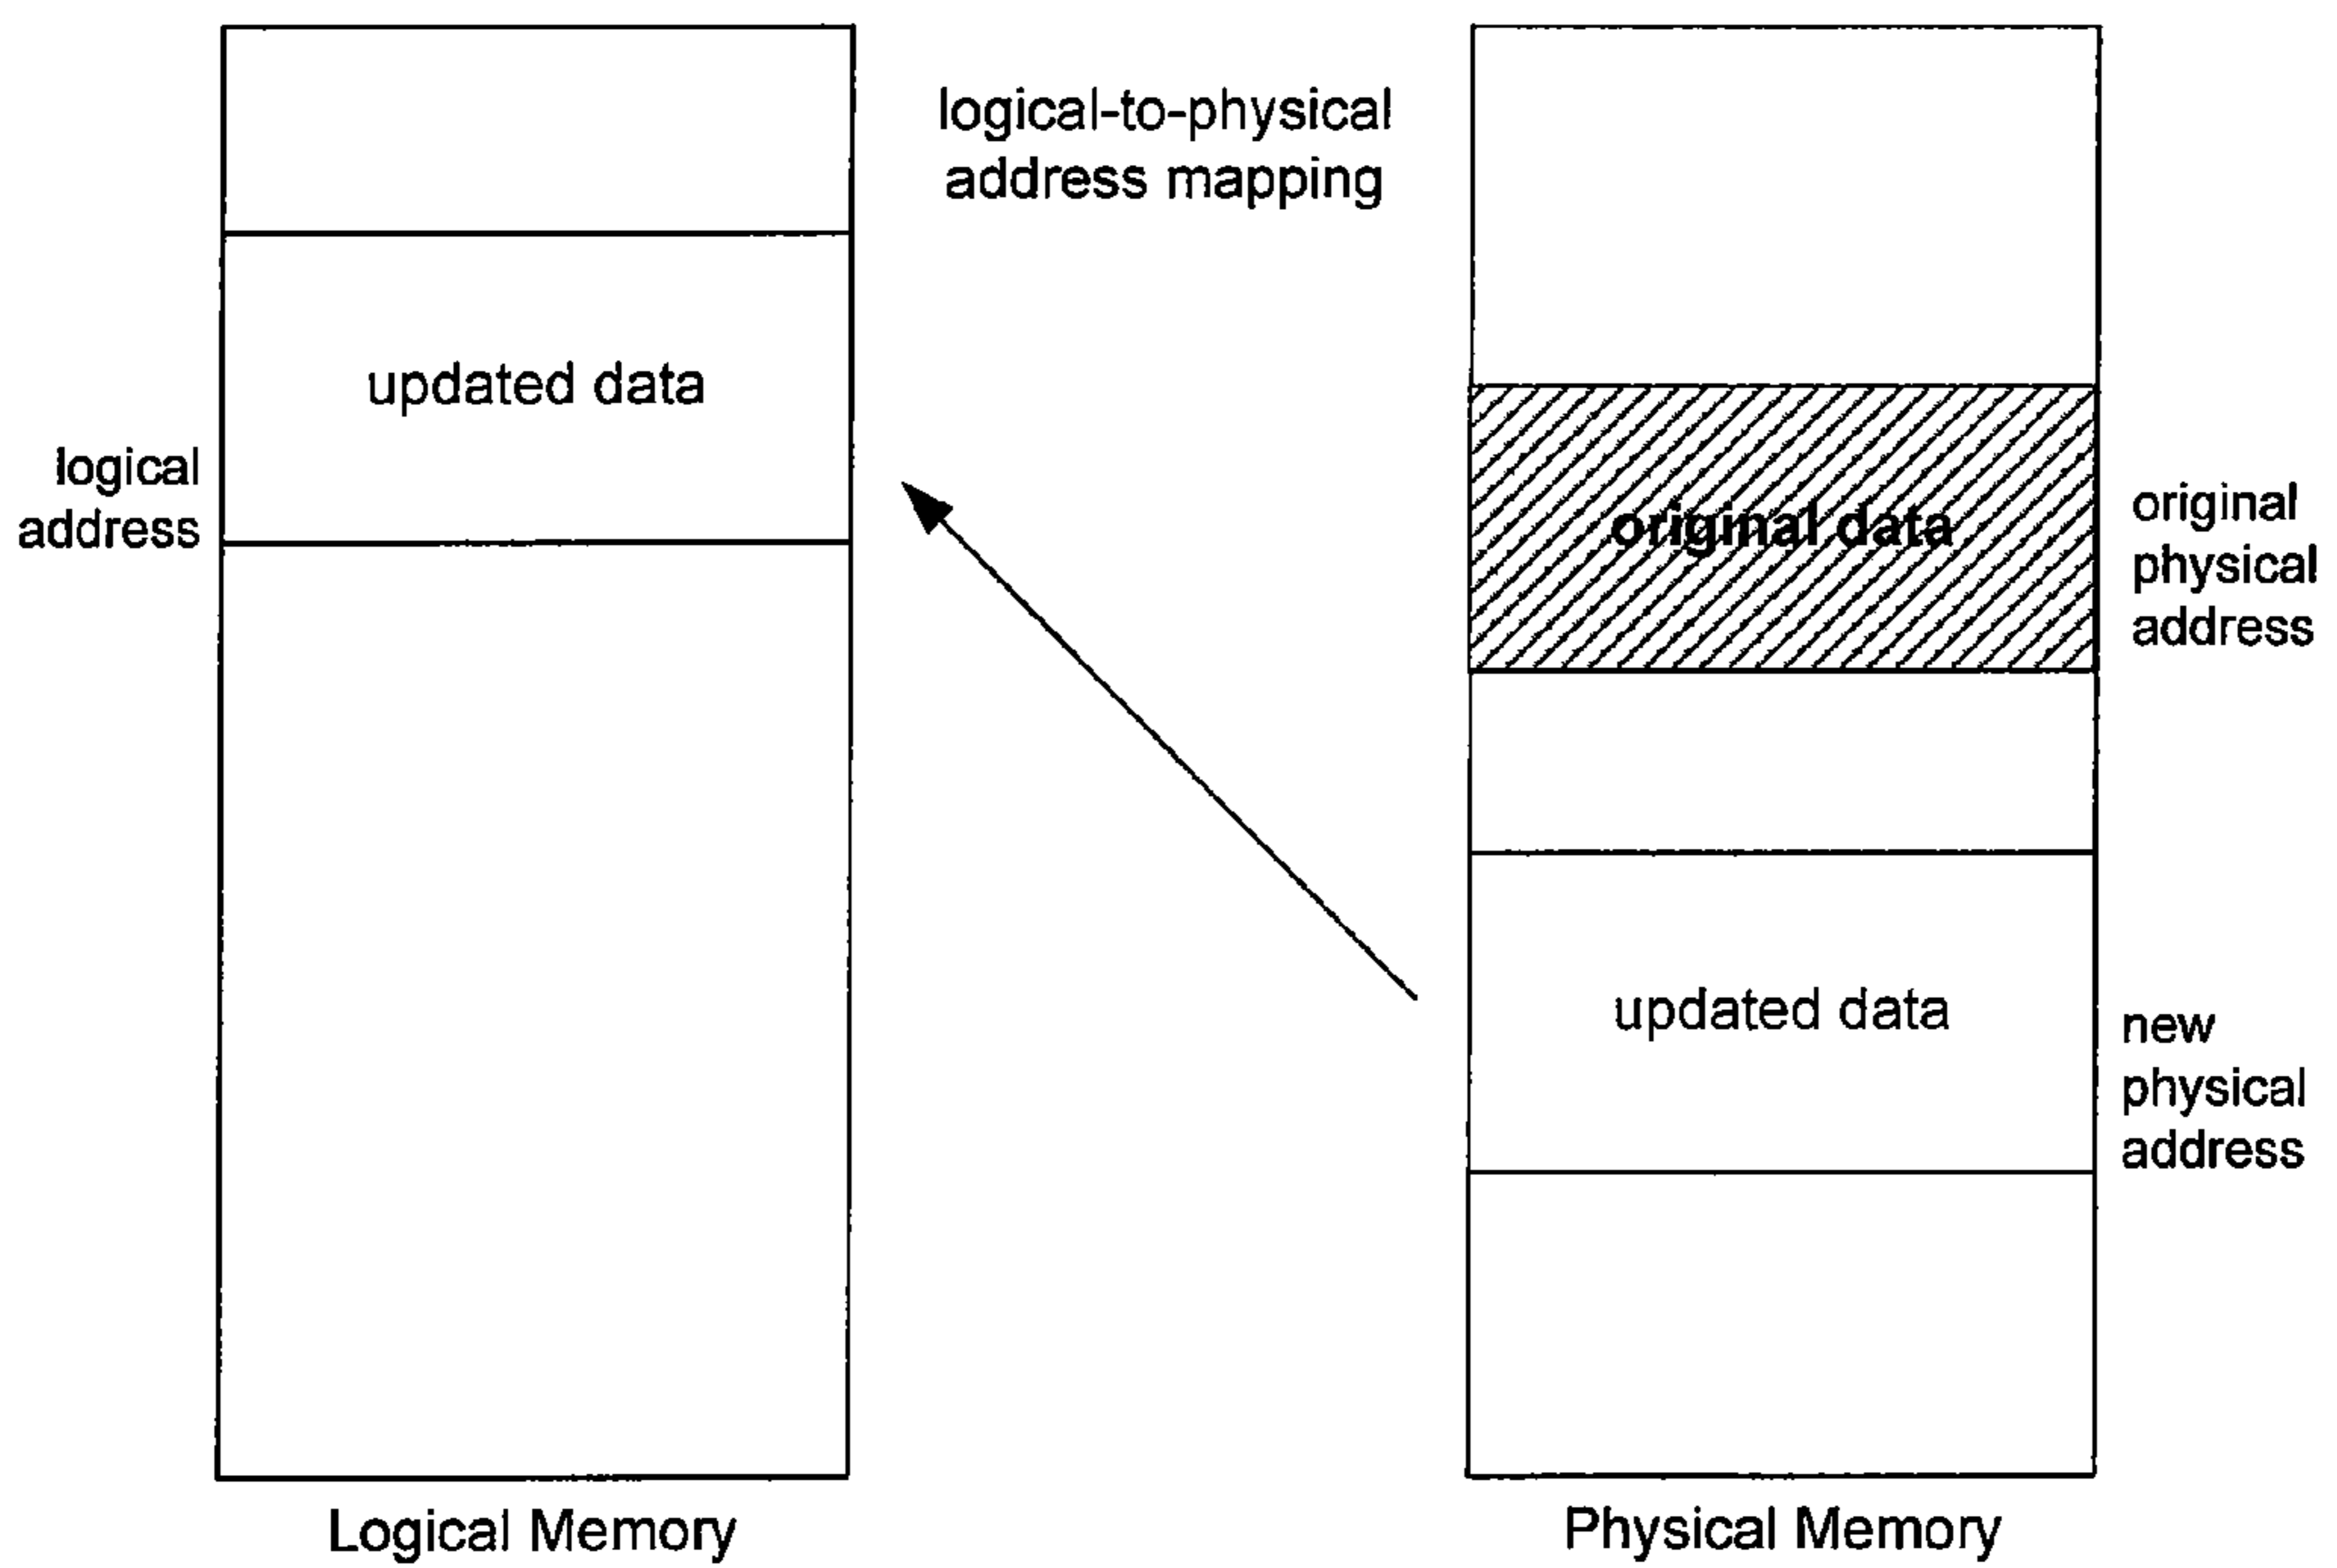 logical-to-physical
address mapping
updated data
logical
address
original data
original
physical
address
updated data
new
physical
address
Logical Memory
Physical Memory